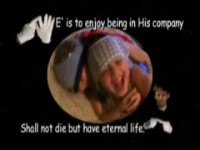 'E' is to enjoy being in His company
Shall not die but have eternal life.